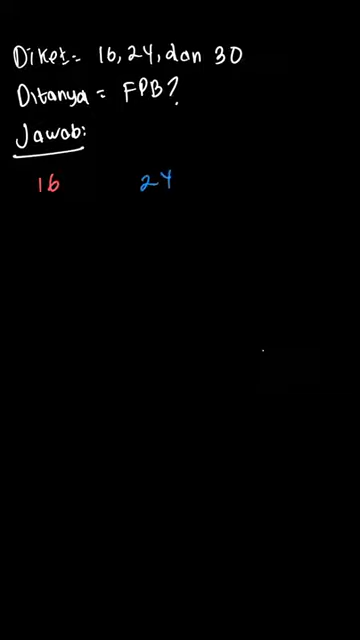 Diket = 16, 24, dan 30
Ditanya = FPB?
Jawab:
16 24